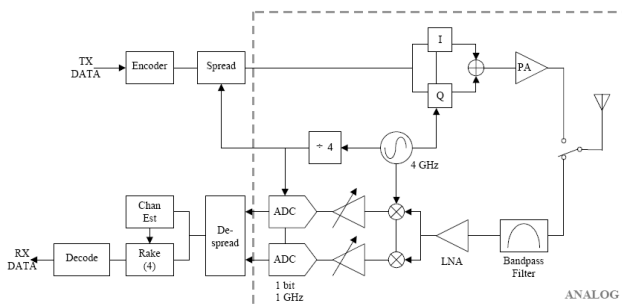 I
TX
DATA
Encoder
Spread
PA
Q
÷ 4
4 GHz
Chan
Est
ADC
De-
spread
RX
DATA
Decode
Rake
(4)
ADC
LNA
Bandpass
Filter
1 bit
1 GHz
ANALOG